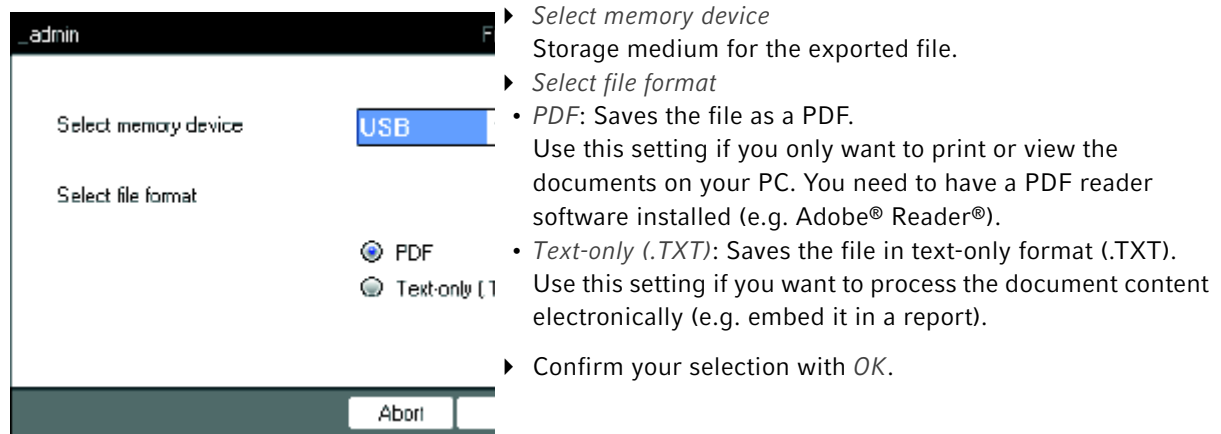 _admin
Select memory device
USB
Select file format
PDF
Text-only (
Abort
Select memory device
Storage medium for the exported file.
Select file format
• PDF: Saves the file as a PDF.
Use this setting if you only want to print or view the
documents on your PC. You need to have a PDF reader
software installed (e.g. Adobe® Reader®).
• Text-only (.TXT): Saves the file in text-only format (.TXT).
Use this setting if you want to process the document content
electronically (e.g. embed it in a report).
Confirm your selection with OK.